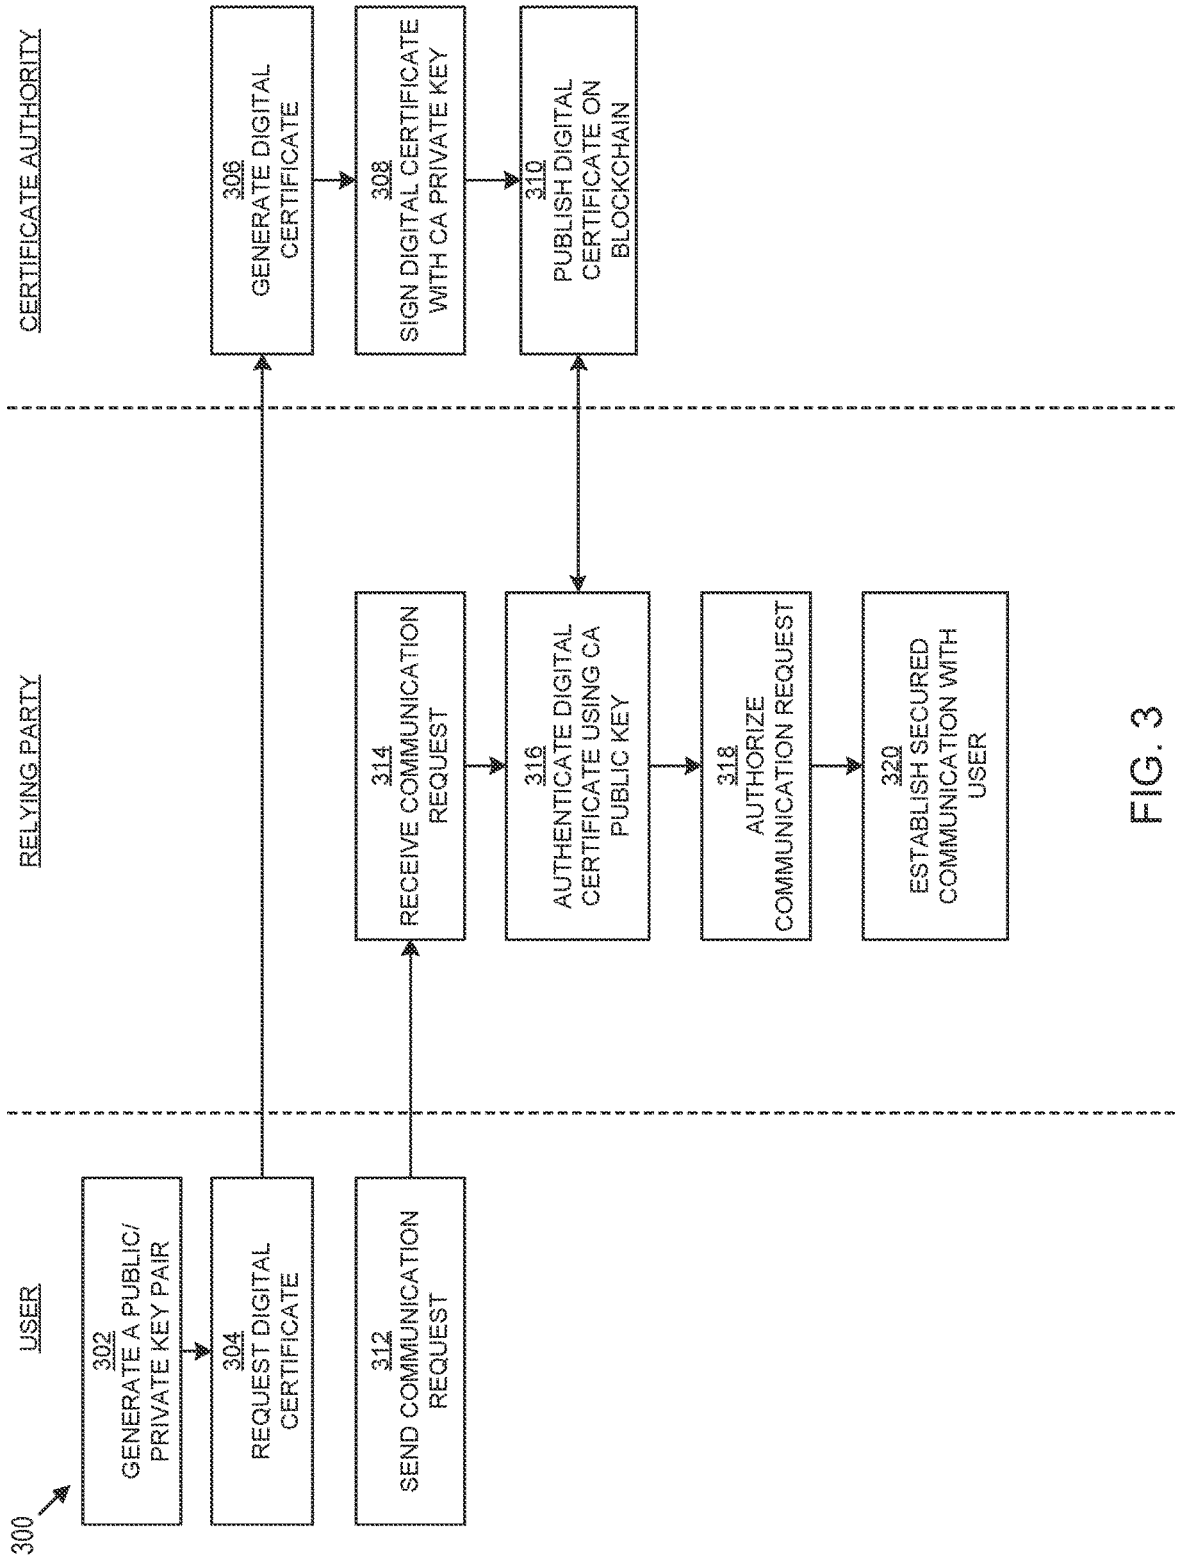 300
USER
RELYING PARTY
CERTIFICATE AUTHORITY
302
GENERATE A PUBLIC/
PRIVATE KEY PAIR
304
REQUEST DIGITAL
CERTIFICATE
306
GENERATE DIGITAL
CERTIFICATE
308
SIGN DIGITAL CERTIFICATE
WITH CA PRIVATE KEY
310
PUBLISH DIGITAL
CERTIFICATE ON
BLOCKCHAIN
312
SEND COMMUNICATION
REQUEST
314
RECEIVE COMMUNICATION
REQUEST
316
AUTHENTICATE DIGITAL
CERTIFICATE USING CA
PUBLIC KEY
318
AUTHORIZE
COMMUNICATION REQUEST
320
ESTABLISH SECURED
COMMUNICATION WITH
USER
FIG. 3